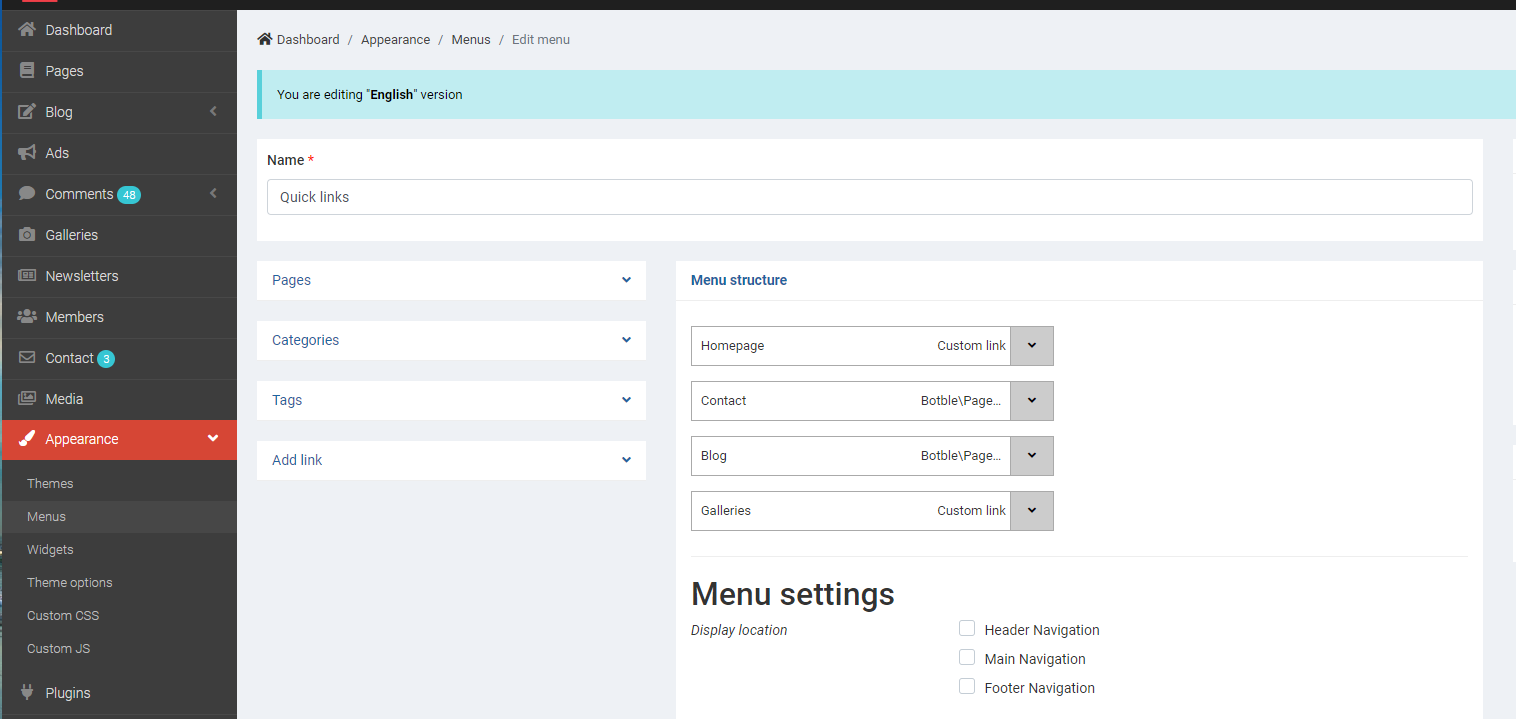 Dashboard
Pages
Blog
Ads
Comments 48
Galleries
Newsletters
Members
Contact 3
Media
Appearance
Themes
Menus
Widgets
Theme options
Custom CSS
Custom JS
Plugins
Dashboard / Appearance / Menus / Edit menu
You are editing "English" version
Name *
Quick links
Pages
Categories
Tags
Add link
Menu structure
Homepage Custom link
Contact Botble\Page...
Blog Botble\Page...
Galleries Custom link
Menu settings
Display location
Header Navigation
Main Navigation
Footer Navigation